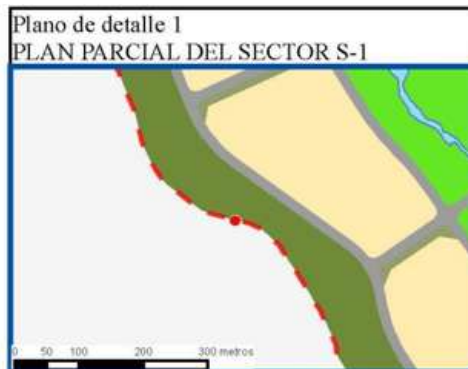 Plano de detalle 1
PLAN PARCIAL DEL SECTOR S-1
0 50 100 200 300 metros